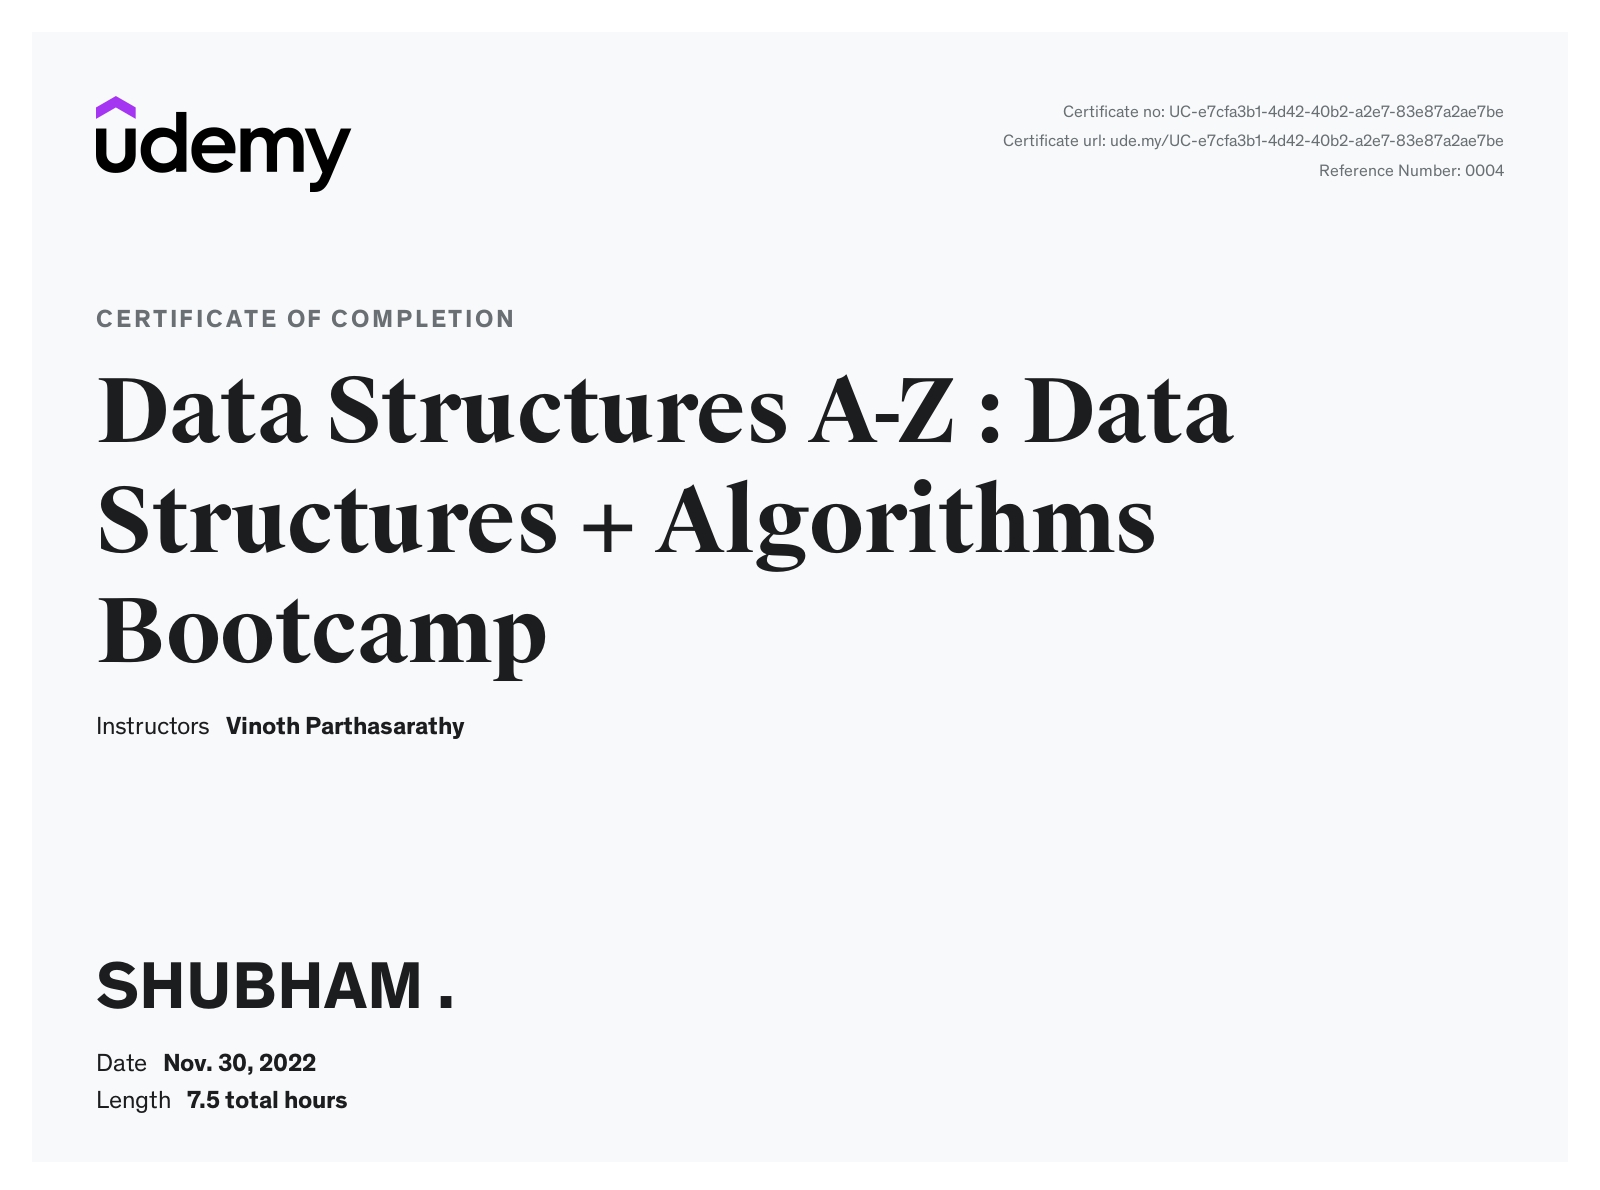 udemy
Certificate no: UC-e7cfa3b1-4d42-40b2-a2e7-83e87a2ae7be
Certificate url: ude.my/UC-e7cfa3b1-4d42-40b2-a2e7-83e87a2ae7be
Reference Number: 0004
CERTIFICATE OF COMPLETION
Data Structures A-Z : Data
Structures + Algorithms
Bootcamp
Instructors Vinoth Parthasarathy
SHUBHAM .
Date Nov. 30, 2022
Length 7.5 total hours